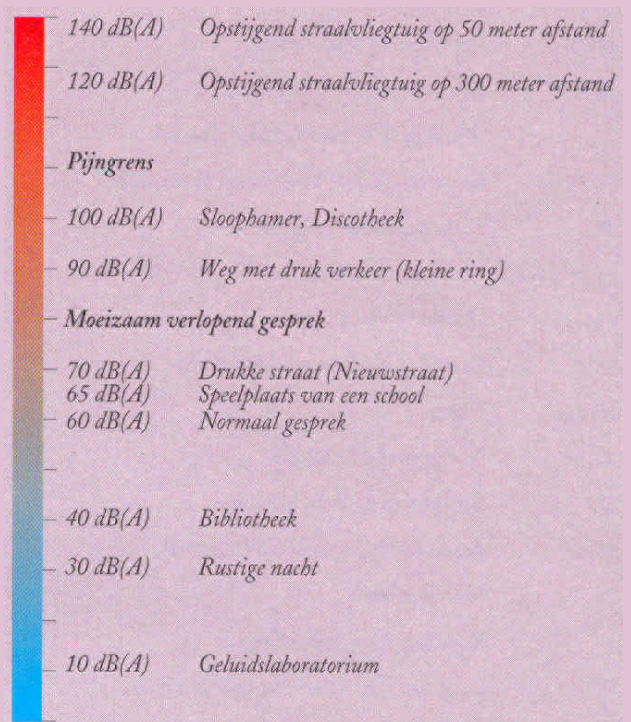 140 dB(A) Opstijgend straalvliegtuig op 50 meter afstand
120 dB(A) Opstijgend straalvliegtuig op 300 meter afstand
Pijngrens
100 dB(A) Sloophamer, Discotheek
90 dB(A) Weg met druk verkeer (kleine ring)
Moeizaam verlopend gesprek
70 dB(A) Drukke straat (Nieuwstraat)
65 dB(A) Speelplaats van een school
60 dB(A) Normaal gesprek
40 dB(A) Bibliotheek
30 dB(A) Rustige nacht
10 dB(A) Geluidslaboratorium